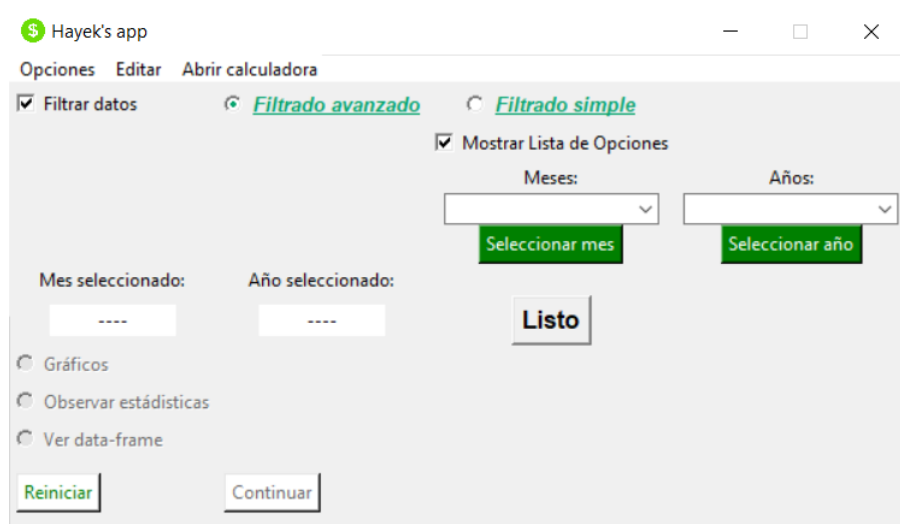 $ Hayek's app
Opciones Editar Abrir calculadora
Filtrar datos Filtrado avanzado Filtrado simple
Mostrar Lista de Opciones
Meses: Años:
Seleccionar mes Seleccionar año
Mes seleccionado: Año seleccionado:
---- ----
Listo
Gráficos
Observar estádisticas
Ver data-frame
Reiniciar Continuar